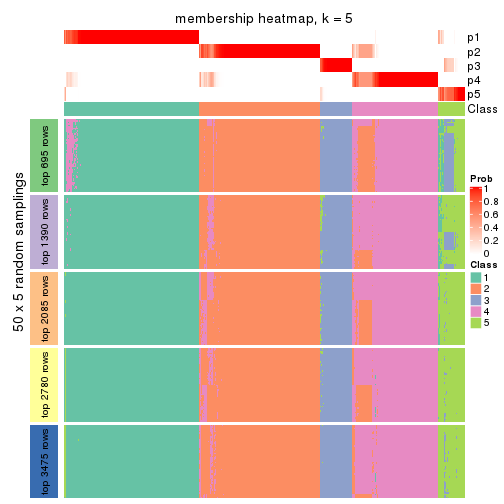 membership heatmap, k = 5
p1
p2
p3
p4
p5
Class
50 x 5 random samplings
top 695 rows
top 1390 rows
top 2085 rows
top 2780 rows
top 3475 rows
Prob
1
0.8
0.6
0.4
0.2
0
Class
1
2
3
4
5